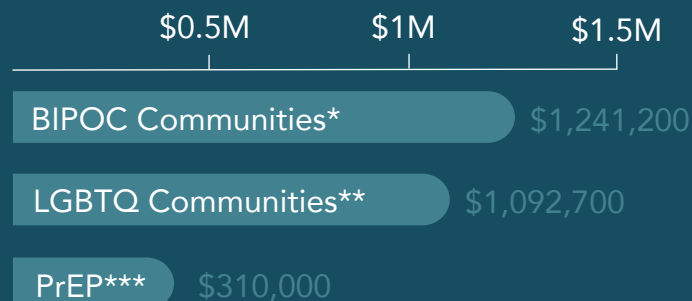 $0.5M $1M $1.5M
BIPOC Communities* $1,241,200
LGBTQ Communities** $1,092,700
PrEP*** $310,000